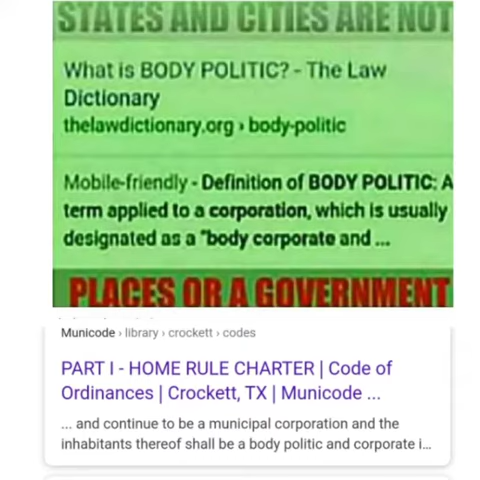 STATES AND CITIES ARE NOT
What is BODY POLITIC? - The Law
Dictionary
thelawdictionary.org › body-politic
Mobile-friendly - Definition of BODY POLITIC: A
term applied to a corporation, which is usually
designated as a "body corporate and ...
PLACES OR A GOVERNMENT
Municode › library › crockett › codes
PART I - HOME RULE CHARTER | Code of
Ordinances | Crockett, TX | Municode ...
... and continue to be a municipal corporation and the
inhabitants thereof shall be a body politic and corporate i...